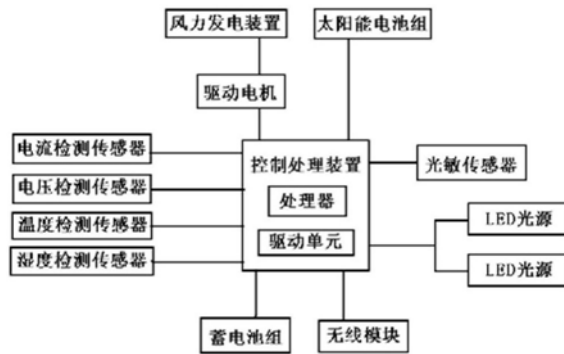 风力发电装置
太阳能电池组
驱动电机
电流检测传感器
电压检测传感器
温度检测传感器
湿度检测传感器
控制处理装置
处理器
驱动单元
光敏传感器
LED光源
LED光源
蓄电池组
无线模块